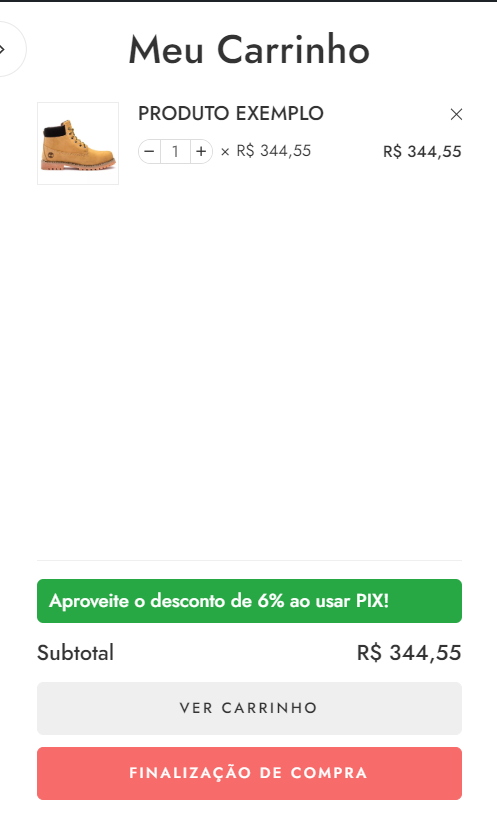 Meu Carrinho
PRODUTO EXEMPLO
− 1 + × R$ 344,55 R$ 344,55
Aproveite o desconto de 6% ao usar PIX!
Subtotal R$ 344,55
VER CARRINHO
FINALIZAÇÃO DE COMPRA